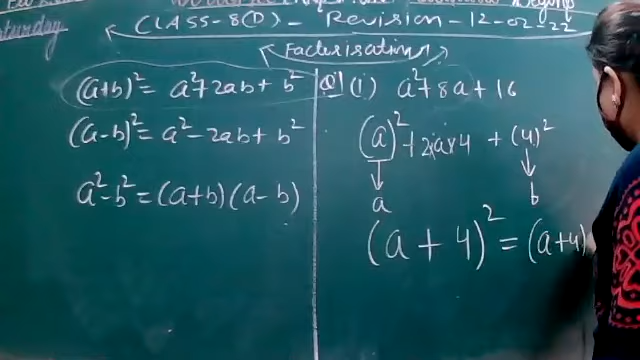 CLASS-8(D) - Revision - 12-02-22
Saturday
Factorisation
(a+b)² = a²+2ab+b²
(a-b)² = a²-2ab+b²
a²-b² = (a+b)(a-b)
Q1 (i) a²+8a+16
(a)² + 2×a×4 + (4)²
a b
(a+4)² = (a+4)